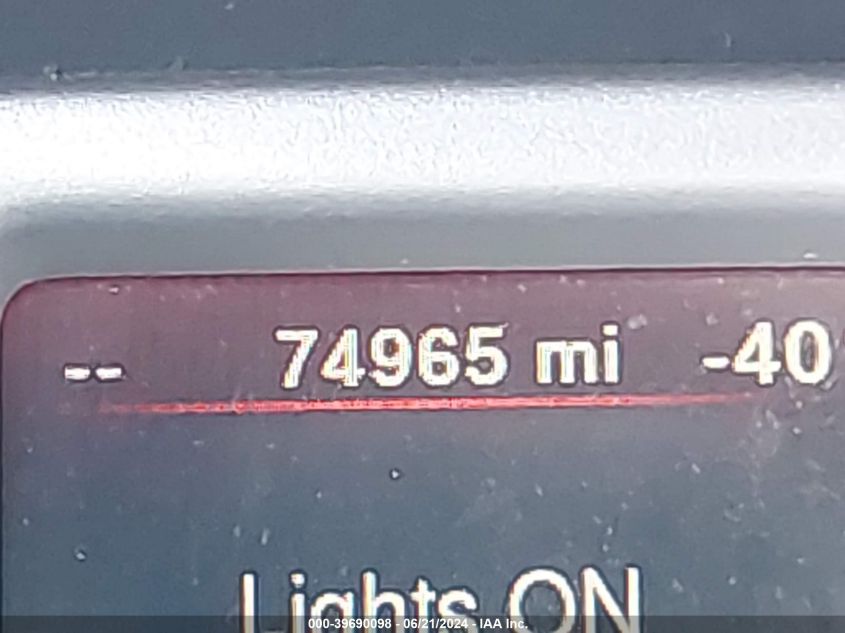 -- 74965 mi -40
Lights ON
000-39690098 - 06/21/2024 - IAA Inc.